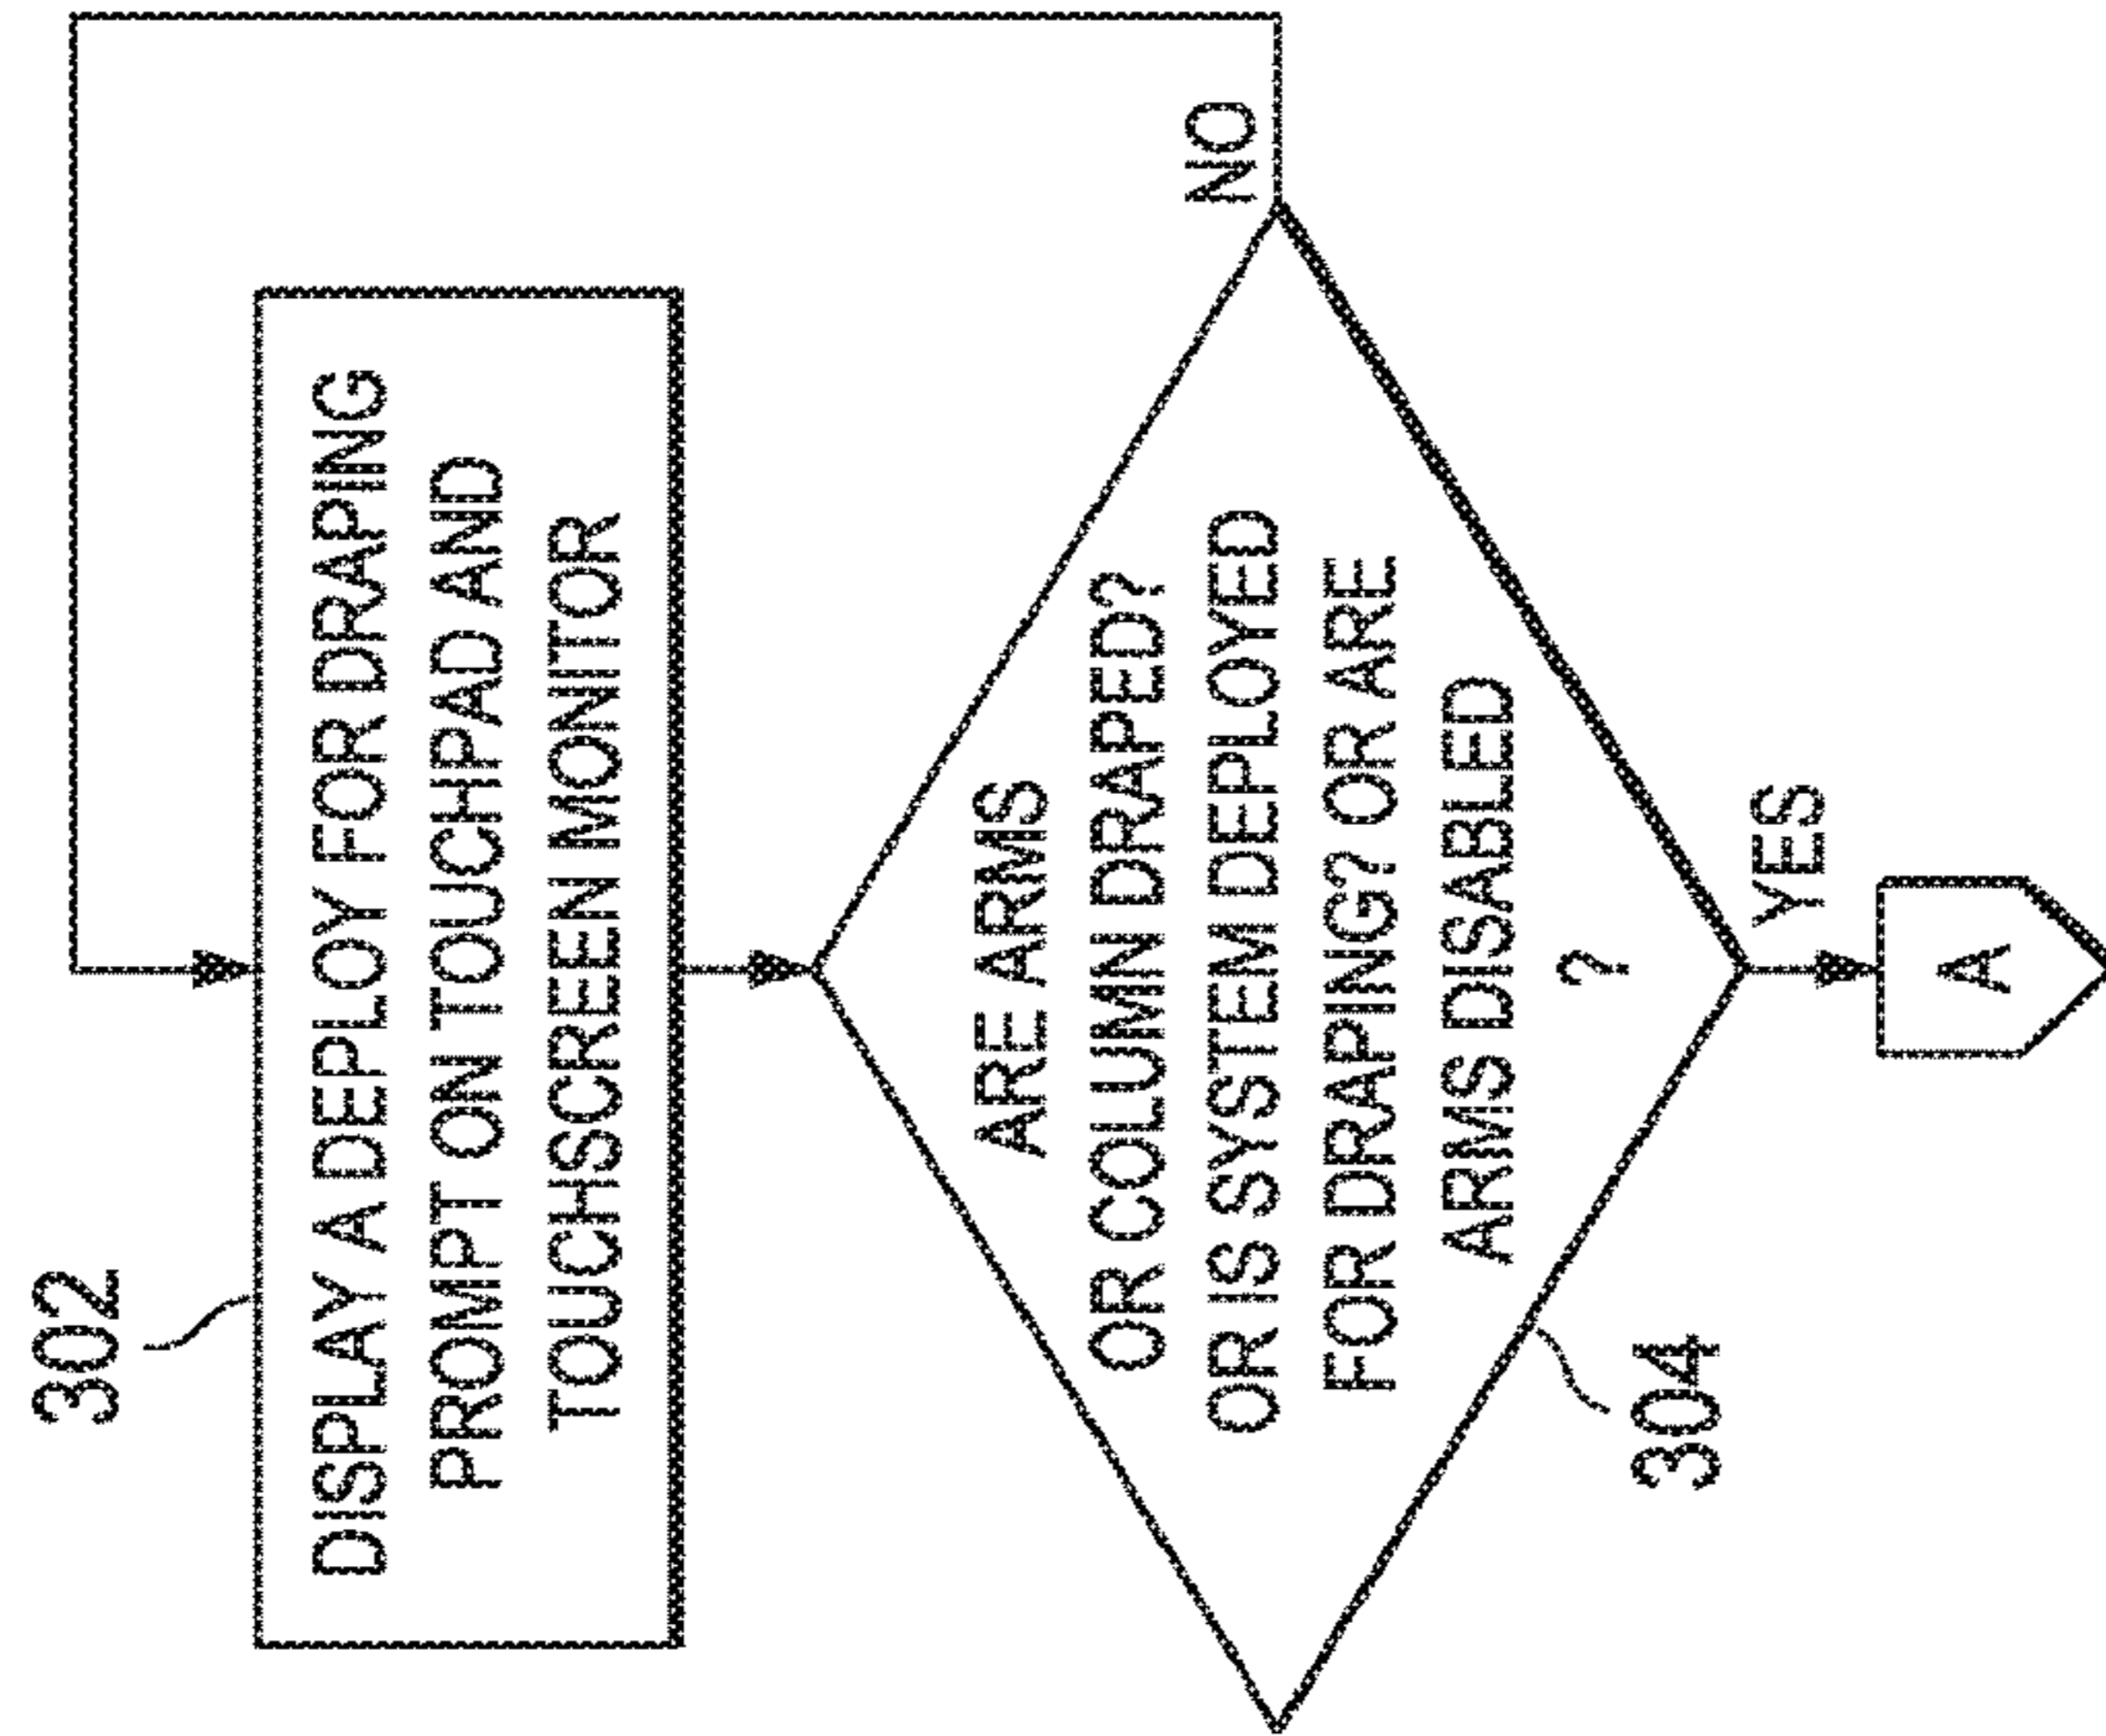 302
DISPLAY A DEPLOY FOR DRAPING
PROMPT ON TOUCHPAD AND
TOUCHSCREEN MONITOR
ARE ARMS
OR COLUMN DRAPED?
OR IS SYSTEM DEPLOYED
FOR DRAPING? OR ARE
ARMS DISABLED
?
NO
304
YES
A